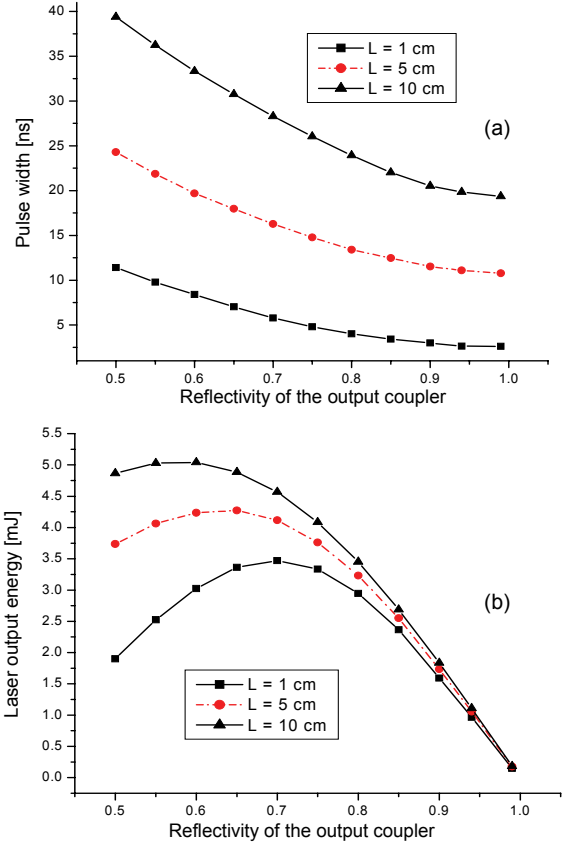 40
35
30
25
20
15
10
5
Pulse width [ns]
L = 1 cm
L = 5 cm
L = 10 cm
(a)
0.5 0.6 0.7 0.8 0.9 1.0
Reflectivity of the output coupler
5.5
5.0
4.5
4.0
3.5
3.0
2.5
2.0
1.5
1.0
0.5
0.0
Laser output energy [mJ]
(b)
L = 1 cm
L = 5 cm
L = 10 cm
0.5 0.6 0.7 0.8 0.9 1.0
Reflectivity of the output coupler